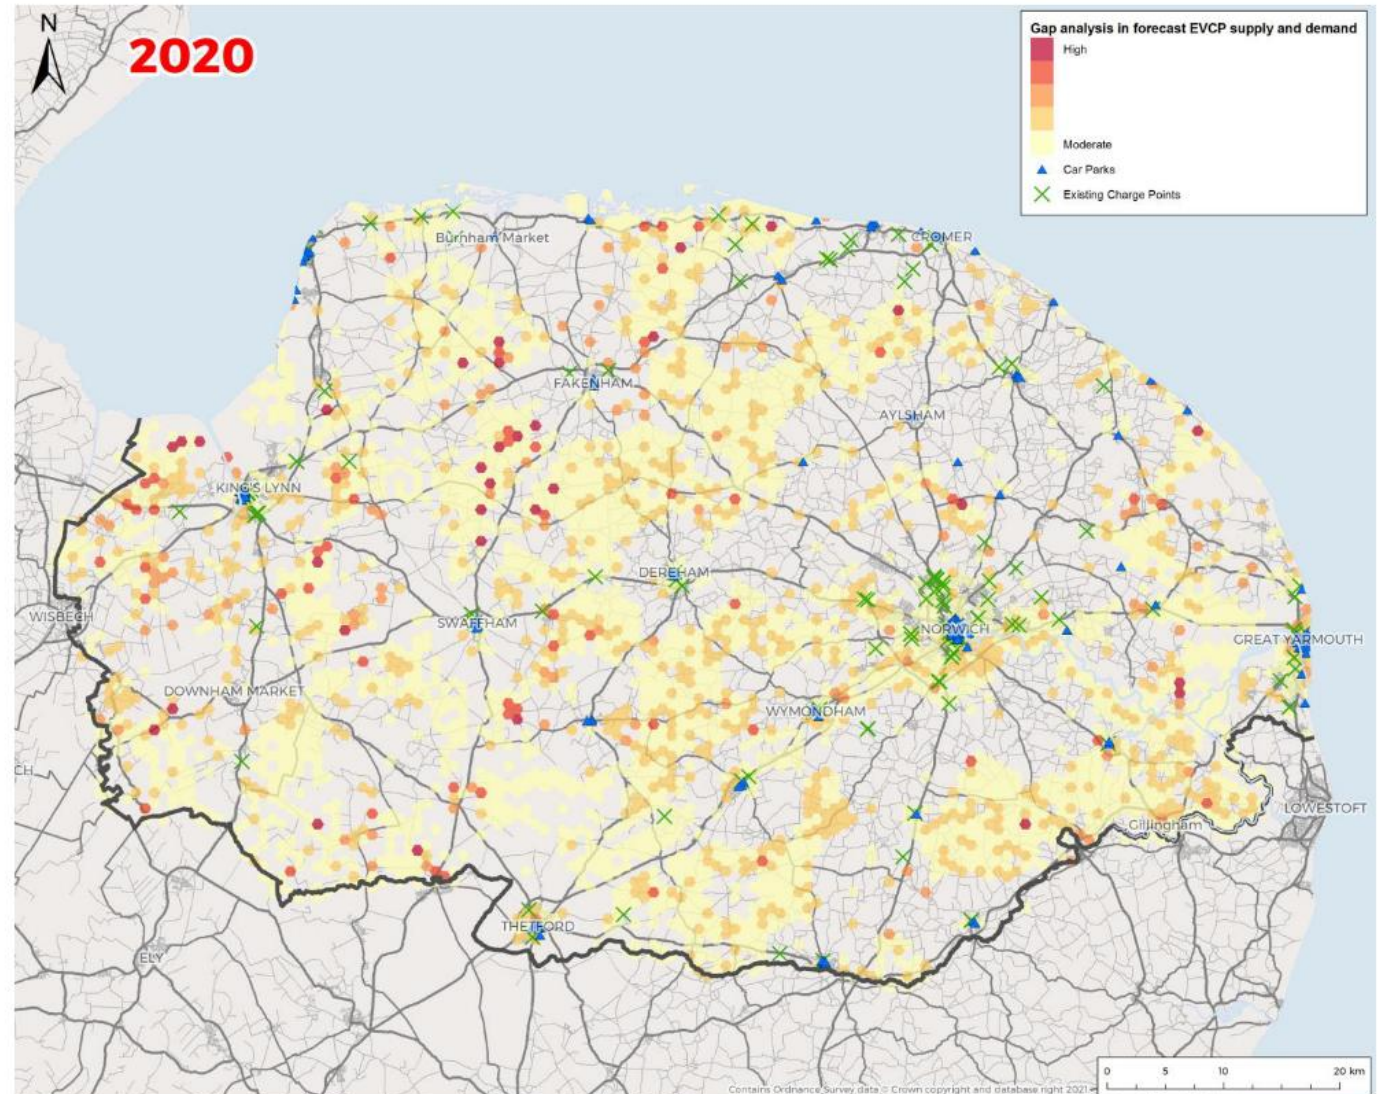 N
2020
Gap analysis in forecast EVCP supply and demand
High
Moderate
Car Parks
Existing Charge Points
Burnham Market
CROMER
FAKENHAM
AYLSHAM
KING'S LYNN
DEREHAM
WISBECH
SWAFFHAM
NORWICH
GREAT YARMOUTH
DOWNHAM MARKET
WYMONDHAM
CH
LOWESTOFT
Gillingham
THETFORD
ELY
0 5 10 20 km
Contains Ordnance Survey data © Crown copyright and database right 2021